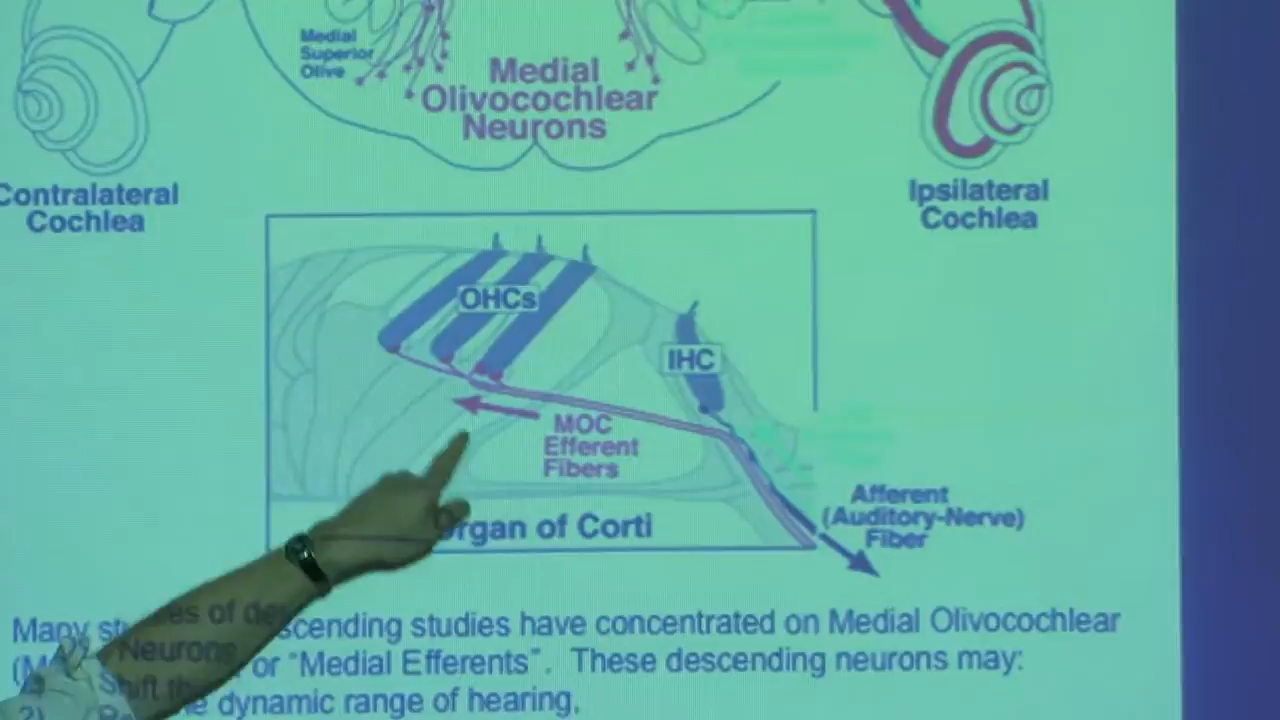 Medial
Superior
Olive
Medial
Olivocochlear
Neurons
Contralateral
Cochlea
Ipsilateral
Cochlea
OHCs
IHC
MOC
Efferent
Fibers
Organ of Corti
Afferent
(Auditory-Nerve)
Fiber
Many studies of descending studies have concentrated on Medial Olivocochlear
Neurons, or “Medial Efferents”. These descending neurons may:
Shift the dynamic range of hearing,
2)